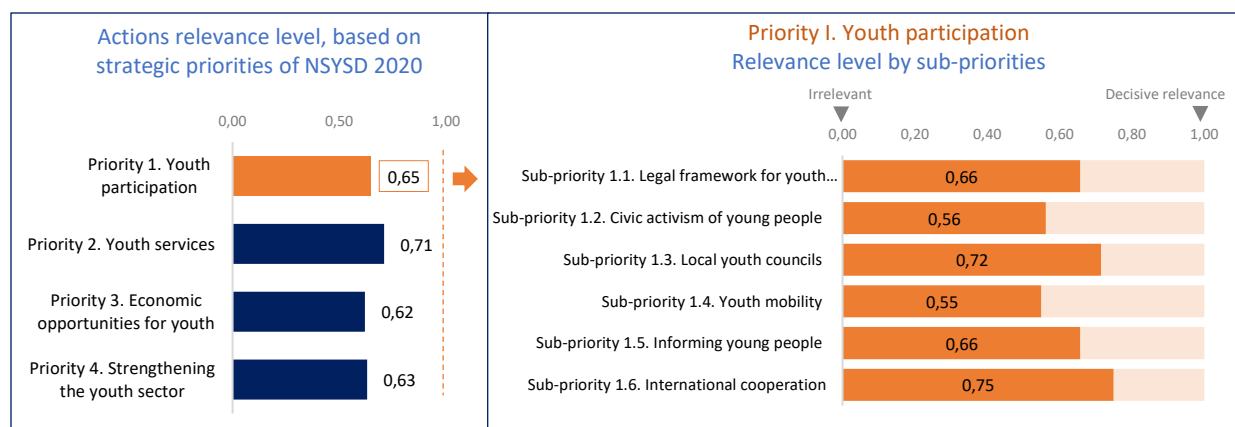 Actions relevance level, based on
strategic priorities of NSYSD 2020
0,00 0,50 1,00
Priority 1. Youth
participation
0,65
Priority 2. Youth services
0,71
Priority 3. Economic
opportunities for youth
0,62
Priority 4. Strengthening
the youth sector
0,63
Priority I. Youth participation
Relevance level by sub-priorities
Irrelevant Decisive relevance
0,00 0,20 0,40 0,60 0,80 1,00
Sub-priority 1.1. Legal framework for youth… 0,66
Sub-priority 1.2. Civic activism of young people 0,56
Sub-priority 1.3. Local youth councils 0,72
Sub-priority 1.4. Youth mobility 0,55
Sub-priority 1.5. Informing young people 0,66
Sub-priority 1.6. International cooperation 0,75